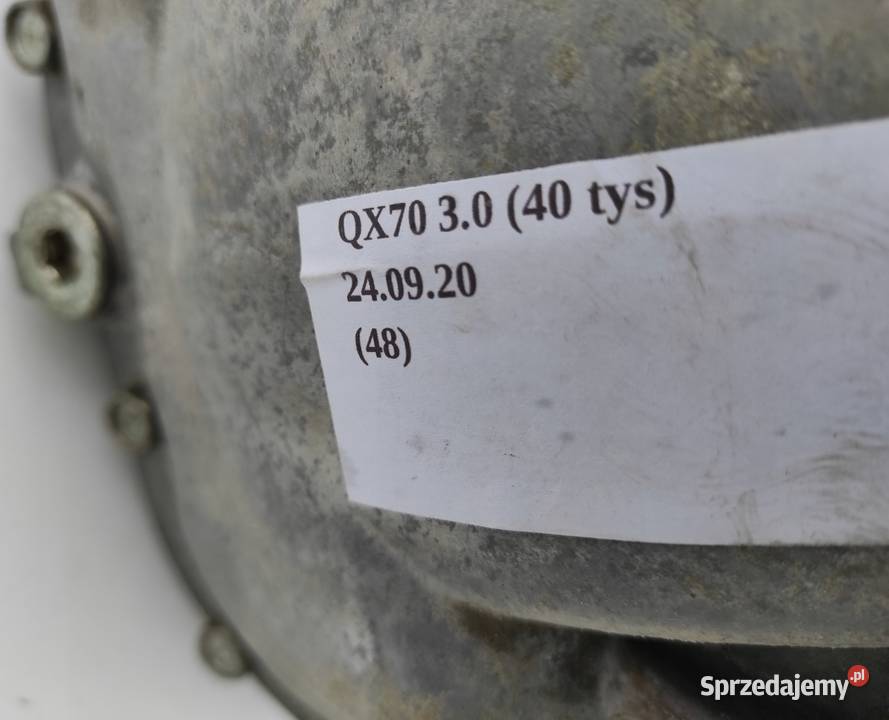 QX70 3.0 (40 tys)
24.09.20
(48)
Sprzedajemy.pl